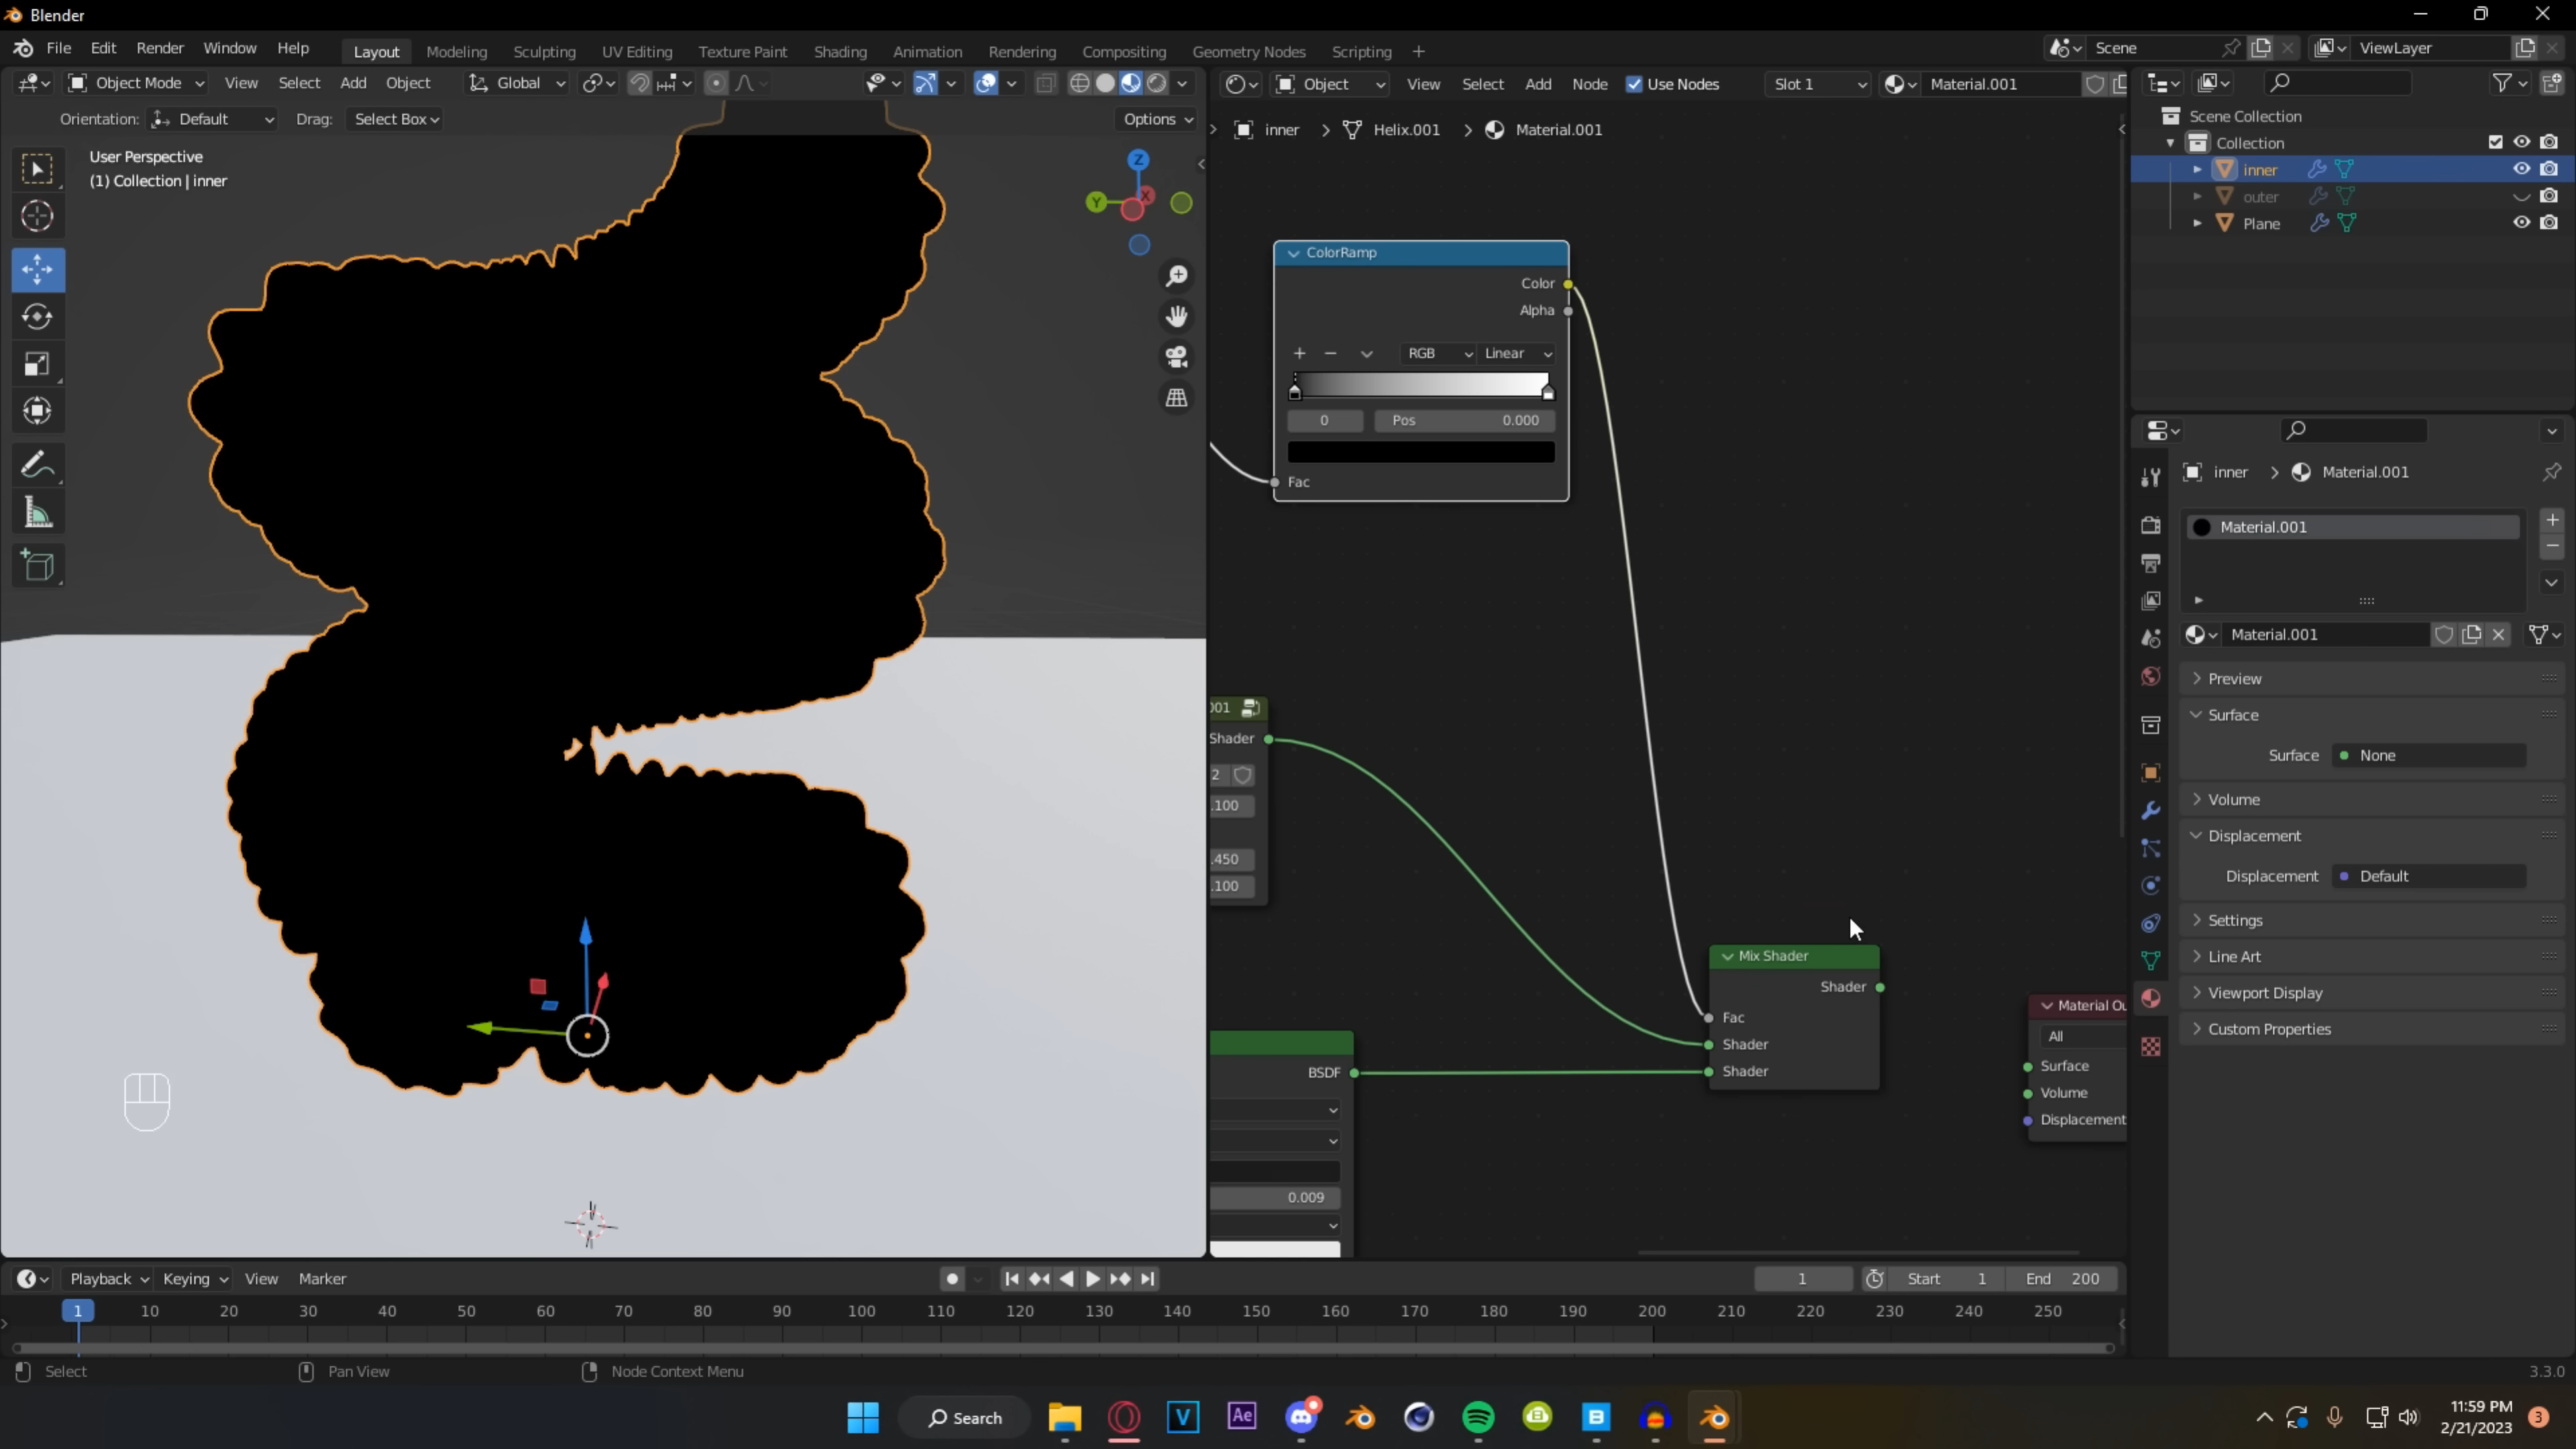 Blender
File Edit Render Window Help Layout Modeling Sculpting UV Editing Texture Paint Shading Animation Rendering Compositing Geometry Nodes Scripting + Scene ViewLayer
Object Mode View Select Add Object Global Object View Select Add Node Use Nodes Slot 1 Material.001
Orientation: Default Drag: Select Box Options
inner > Helix.001 > Material.001
User Perspective
(1) Collection | inner
Z
Y
X
ColorRamp
Color
Alpha
RGB Linear
0 Pos 0.000
Fac
001
Shader
2
.100
.450
.100
Mix Shader
Shader
Fac
Shader
Shader
BSDF
0.009
Material Ou
All
Surface
Volume
Displacement
Scene Collection
Collection
inner
outer
Plane
inner > Material.001
Material.001
Material.001
Preview
Surface
Surface None
Volume
Displacement
Displacement Default
Settings
Line Art
Viewport Display
Custom Properties
Playback Keying View Marker 1 Start 1 End 200
1 10 20 30 40 50 60 70 80 90 100 110 120 130 140 150 160 170 180 190 200 210 220 230 240 250
Select Pan View Node Context Menu 3.3.0
Search V Ae B 11:59 PM 3
2/21/2023